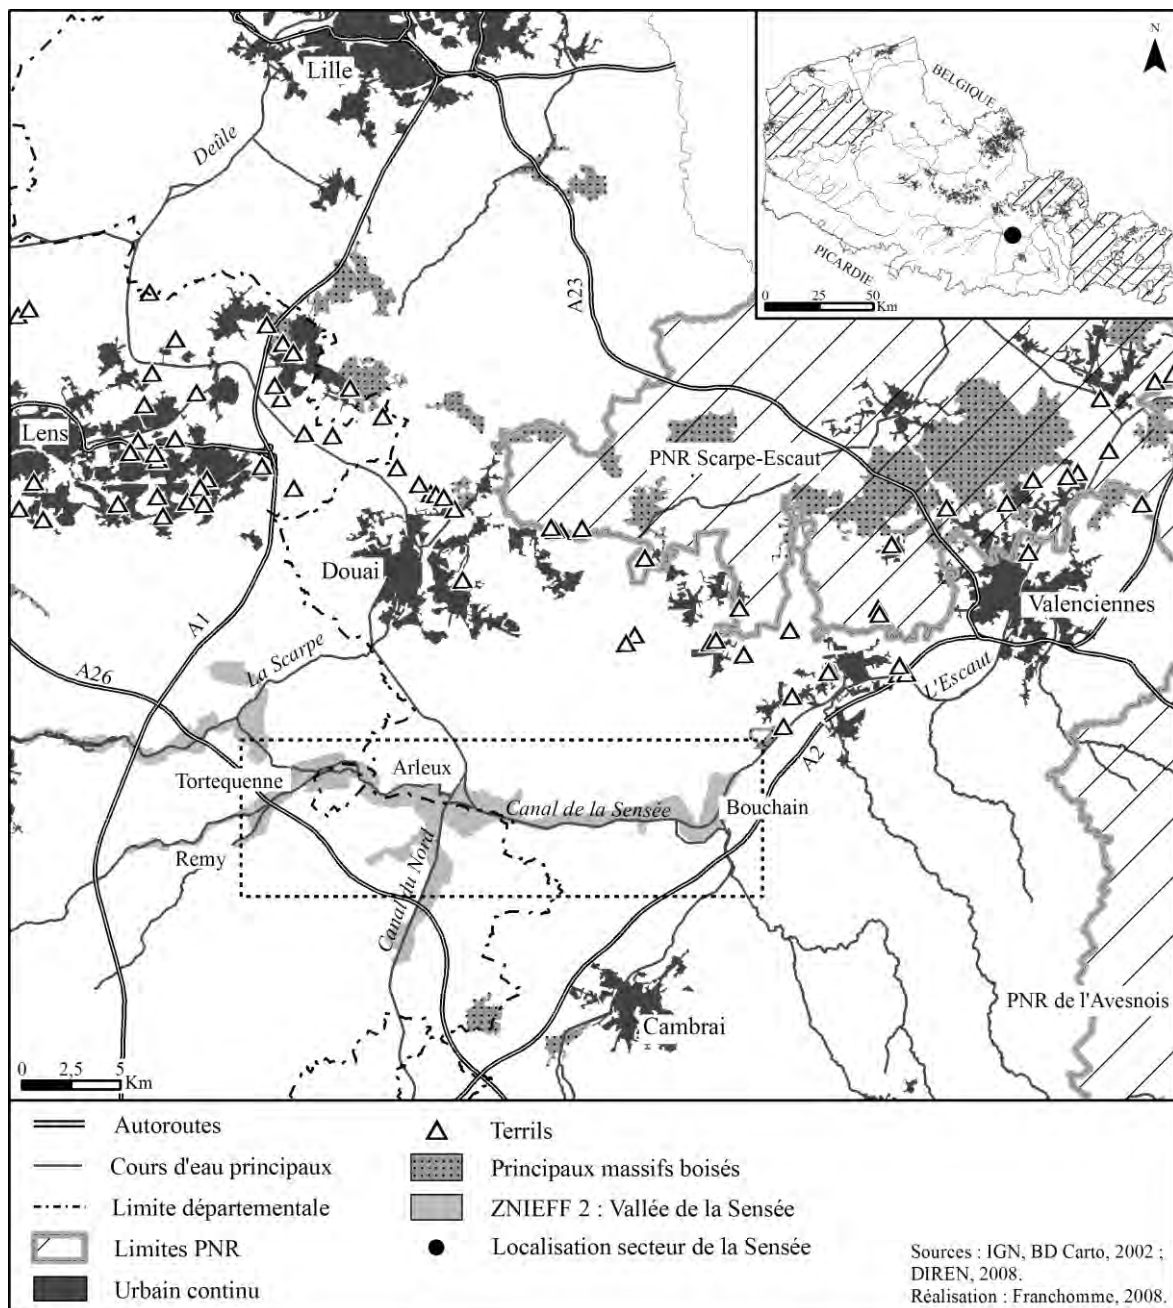 Lille
Deûle
A23
N
BELGIQUE
PICARDIE
0 25 50
Km
Lens
PNR Scarpe-Escaut
Douai
Valenciennes
A1
La Scarpe
A26
L'Escaut
A2
Tortequenne
Arleux
Canal de la Sensée
Bouchain
Remy
Canal du Nord
PNR de l'Avesnois
Cambrai
0 2,5 5
Km
Autoroutes
Cours d'eau principaux
Limite départementale
Limites PNR
Urbain continu
Terrils
Principaux massifs boisés
ZNIEFF 2 : Vallée de la Sensée
Localisation secteur de la Sensée
Sources : IGN, BD Carto, 2002 ;
DIREN, 2008.
Réalisation : Franchomme, 2008.